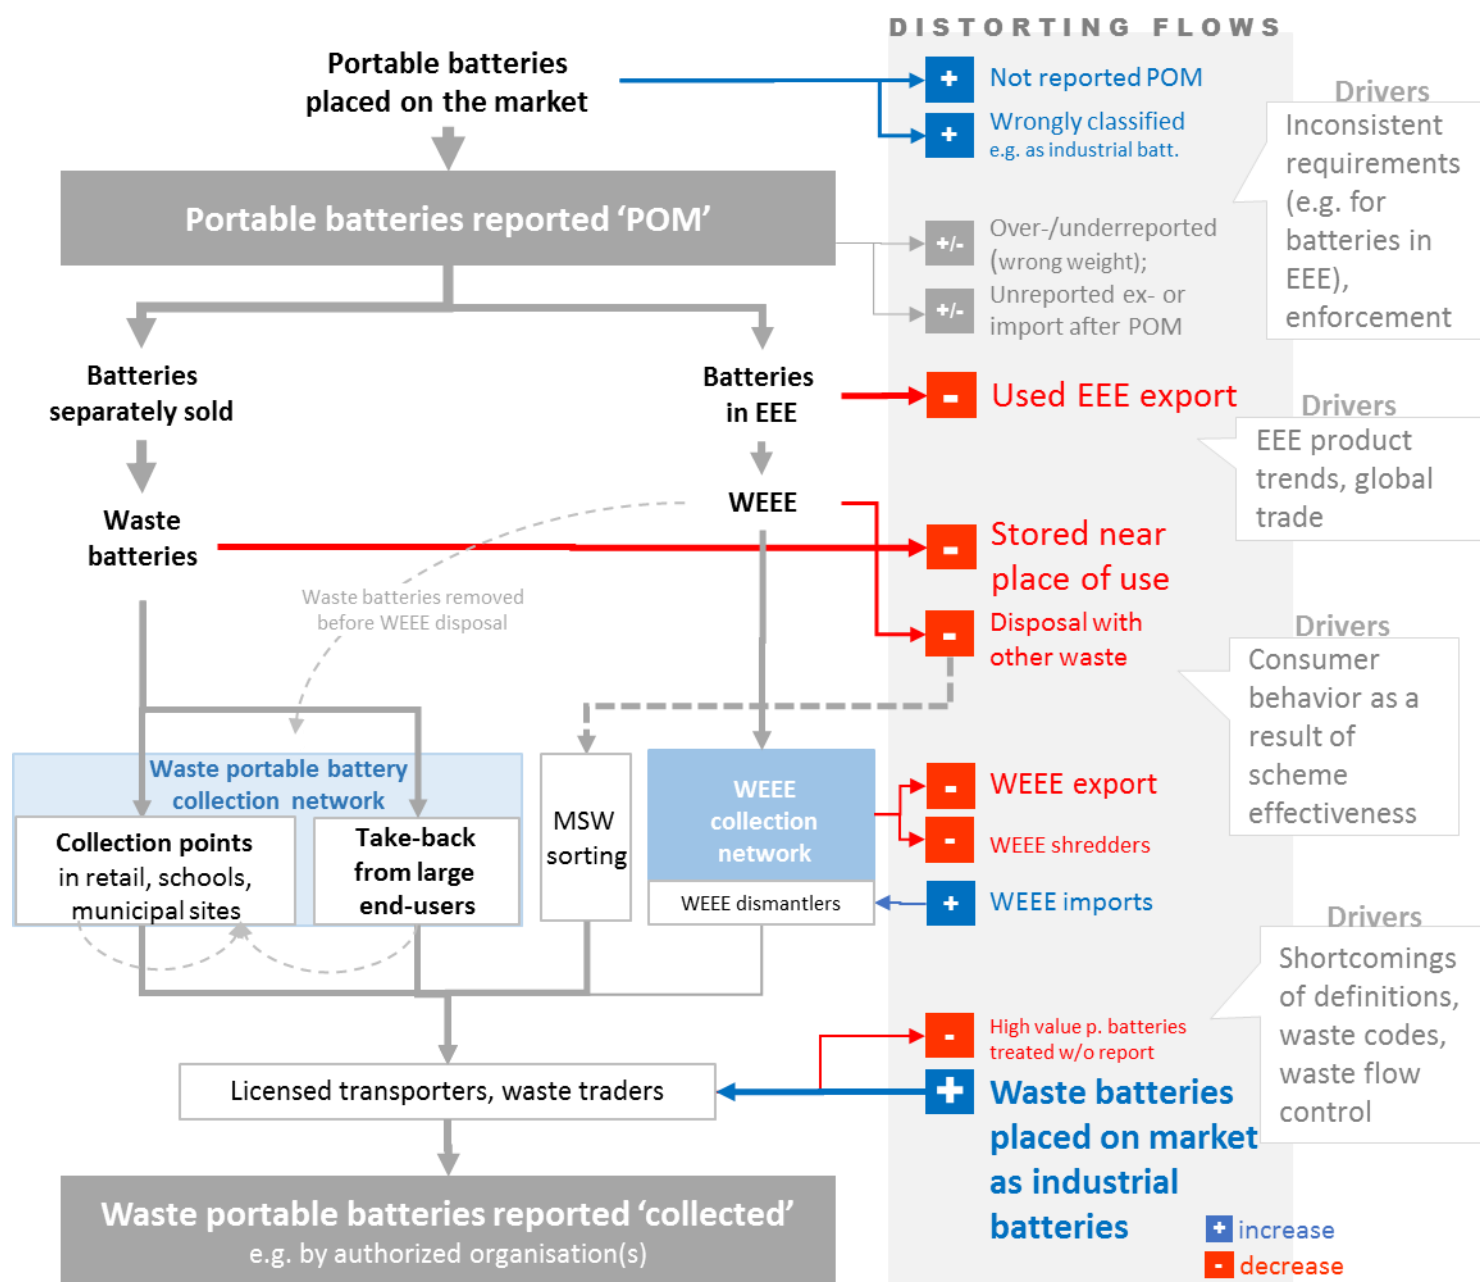 DISTORTING FLOWS
Portable batteries
placed on the market
+
Not reported POM
+
Wrongly classified
e.g. as industrial batt.
Drivers
Inconsistent
requirements
(e.g. for
batteries in
EEE),
enforcement
Portable batteries reported ‘POM’
+/-
Over-/underreported
(wrong weight);
+/-
Unreported ex- or
import after POM
Batteries
separately sold
Batteries
in EEE
-
Used EEE export
Drivers
EEE product
trends, global
trade
Waste
batteries
WEEE
-
Stored near
place of use
Waste batteries removed
before WEEE disposal
-
Disposal with
other waste
Drivers
Consumer
behavior as a
result of
scheme
effectiveness
Waste portable battery
collection network
Collection points
in retail, schools,
municipal sites
Take-back
from large
end-users
MSW
sorting
WEEE
collection
network
WEEE dismantlers
-
WEEE export
-
WEEE shredders
+
WEEE imports
Drivers
Shortcomings
of definitions,
waste codes,
waste flow
control
-
High value p. batteries
treated w/o report
Licensed transporters, waste traders
+
Waste batteries
placed on market
as industrial
batteries
Waste portable batteries reported ‘collected’
e.g. by authorized organisation(s)
+ increase
- decrease